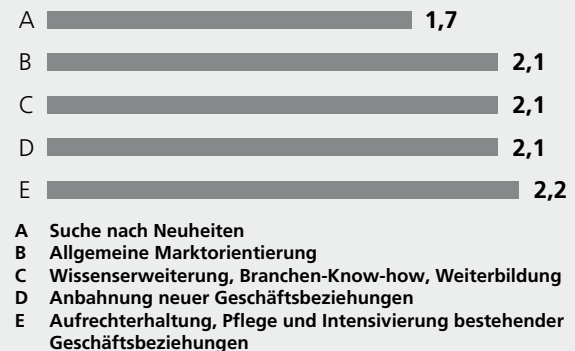 A 1,7
B 2,1
C 2,1
D 2,1
E 2,2
A Suche nach Neuheiten
B Allgemeine Marktorientierung
C Wissenserweiterung, Branchen-Know-how, Weiterbildung
D Anbahnung neuer Geschäftsbeziehungen
E Aufrechterhaltung, Pflege und Intensivierung bestehender
Geschäftsbeziehungen